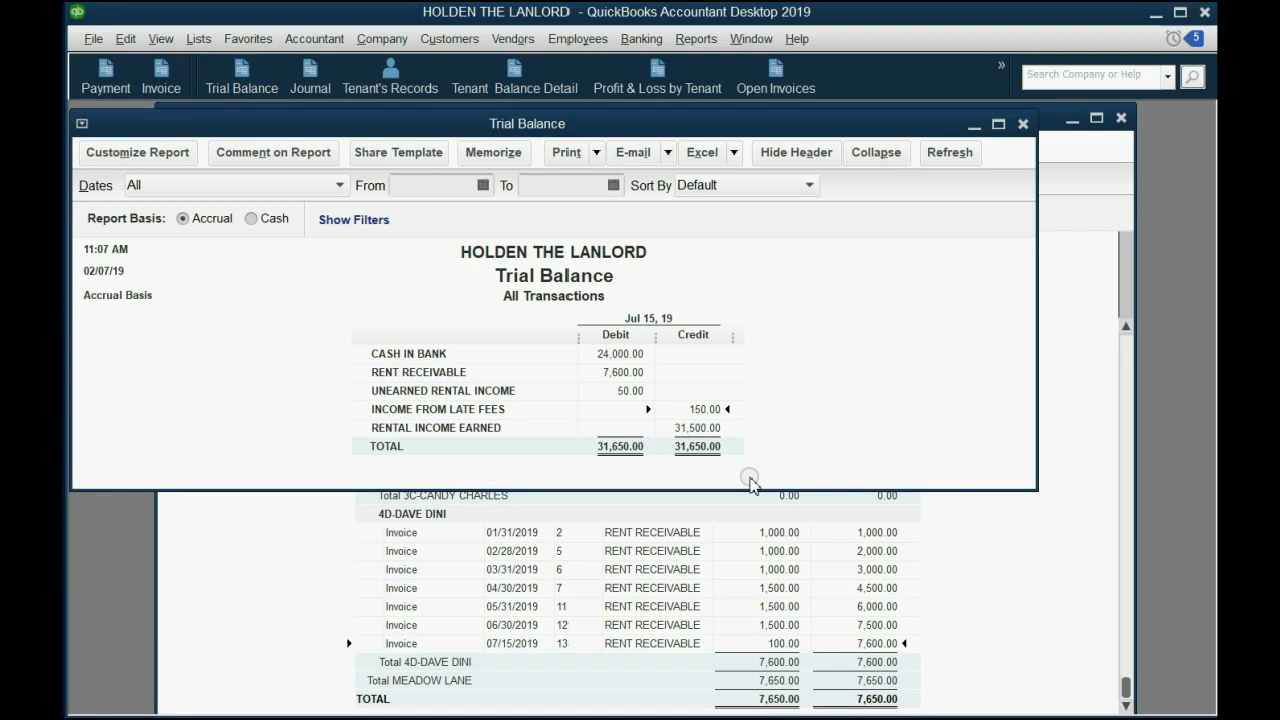 HOLDEN THE LANLORD - QuickBooks Accountant Desktop 2019
File Edit View Lists Favorites Accountant Company Customers Vendors Employees Banking Reports Window Help 5
Payment Invoice Trial Balance Journal Tenant's Records Tenant Balance Detail Profit & Loss by Tenant Open Invoices » Search Company or Help
Trial Balance
Customize Report Comment on Report Share Template Memorize Print E-mail Excel Hide Header Collapse Refresh
Dates All From To Sort By Default
Report Basis: Accrual Cash Show Filters
11:07 AM
02/07/19
Accrual Basis
HOLDEN THE LANLORD
Trial Balance
All Transactions
Jul 15, 19
Debit Credit
CASH IN BANK 24,000.00
RENT RECEIVABLE 7,600.00
UNEARNED RENTAL INCOME 50.00
INCOME FROM LATE FEES 150.00
RENTAL INCOME EARNED 31,500.00
TOTAL 31,650.00 31,650.00
Total 3C-CANDY CHARLES 0.00 0.00
4D-DAVE DINI
Invoice 01/31/2019 2 RENT RECEIVABLE 1,000.00 1,000.00
Invoice 02/28/2019 5 RENT RECEIVABLE 1,000.00 2,000.00
Invoice 03/31/2019 6 RENT RECEIVABLE 1,000.00 3,000.00
Invoice 04/30/2019 7 RENT RECEIVABLE 1,500.00 4,500.00
Invoice 05/31/2019 11 RENT RECEIVABLE 1,500.00 6,000.00
Invoice 06/30/2019 12 RENT RECEIVABLE 1,500.00 7,500.00
Invoice 07/15/2019 13 RENT RECEIVABLE 100.00 7,600.00
Total 4D-DAVE DINI 7,600.00 7,600.00
Total MEADOW LANE 7,650.00 7,650.00
TOTAL 7,650.00 7,650.00